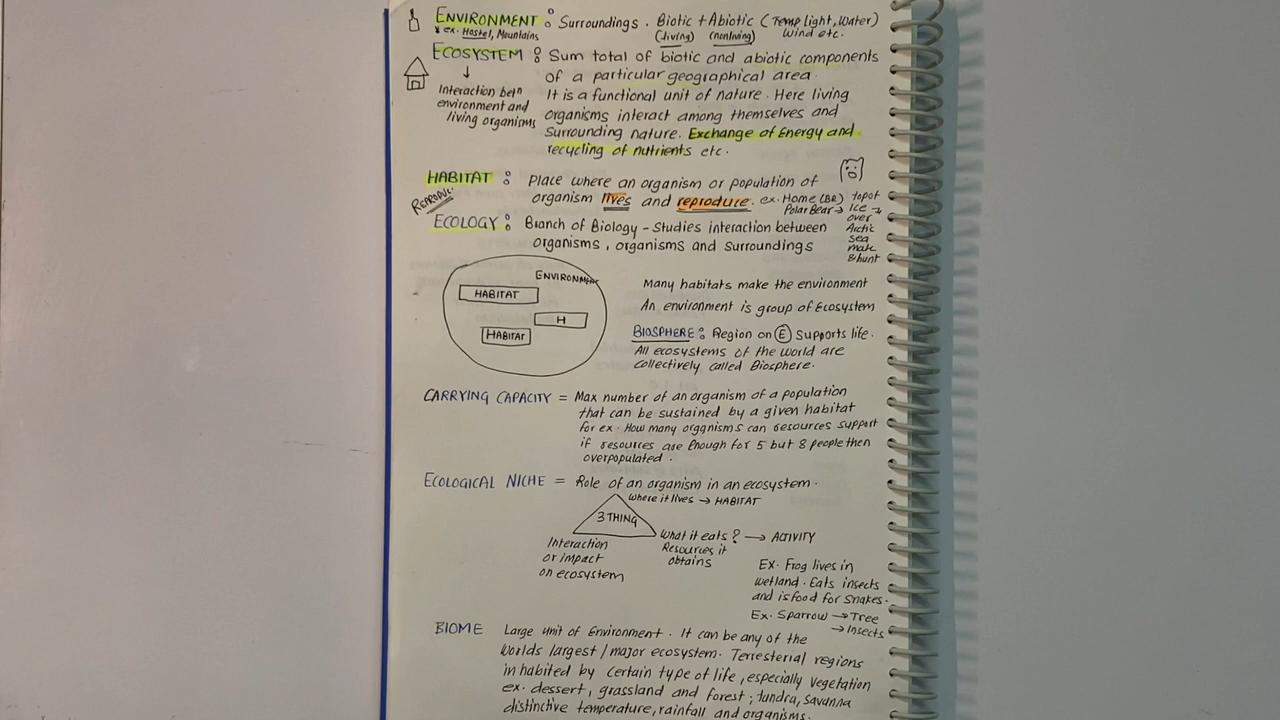 ENVIRONMENT : Surroundings. Biotic + Abiotic (Temp light, Water)
ex. Hostel, Mountains (living) (nonliving) Wind etc.
ECOSYSTEM : Sum total of biotic and abiotic components
of a particular geographical area.
It is a functional unit of nature. Here living
organisms interact among themselves and
Surrounding nature. Exchange of Energy and
recycling of nutrients etc.
↓
Interaction betn
environment and
living organisms
HABITAT : Place where an organism or population of
organism lives and reproduce. ex. Home (BR)
Polar Bear →
topot
Ice →
over
Arctic
sea
mate
& hunt
ECOLOGY : Branch of Biology - Studies interaction between
organisms, organisms and surroundings
ENVIRONMENT
HABITAT
H
HABITAT
Many habitats make the environment
An environment is group of Ecosystem
BIOSPHERE : Region on E Supports life.
All ecosystems of the world are
collectively called Biosphere.
CARRYING CAPACITY = Max number of an organism of a population
that can be sustained by a given habitat
for ex. How many organisms can resources support
if resources are Enough for 5 but 8 people then
overpopulated.
ECOLOGICAL NICHE = Role of an organism in an ecosystem.
where it lives → HABITAT
3 THING
What it eats? → ACTIVITY
Resources it
obtains
Interaction
or impact
on ecosystem
EX. Frog lives in
wetland. Eats insects
and is food for Snakes.
Ex. Sparrow → Tree
→ Insects
BIOME Large Unit of Environment. It can be any of the
worlds largest / major ecosystem. Terresterial regions
inhabited by certain type of life, especially vegetation
ex. dessert, grassland and forest; tundra, savanna
distinctive temperature, rainfall and organisms.